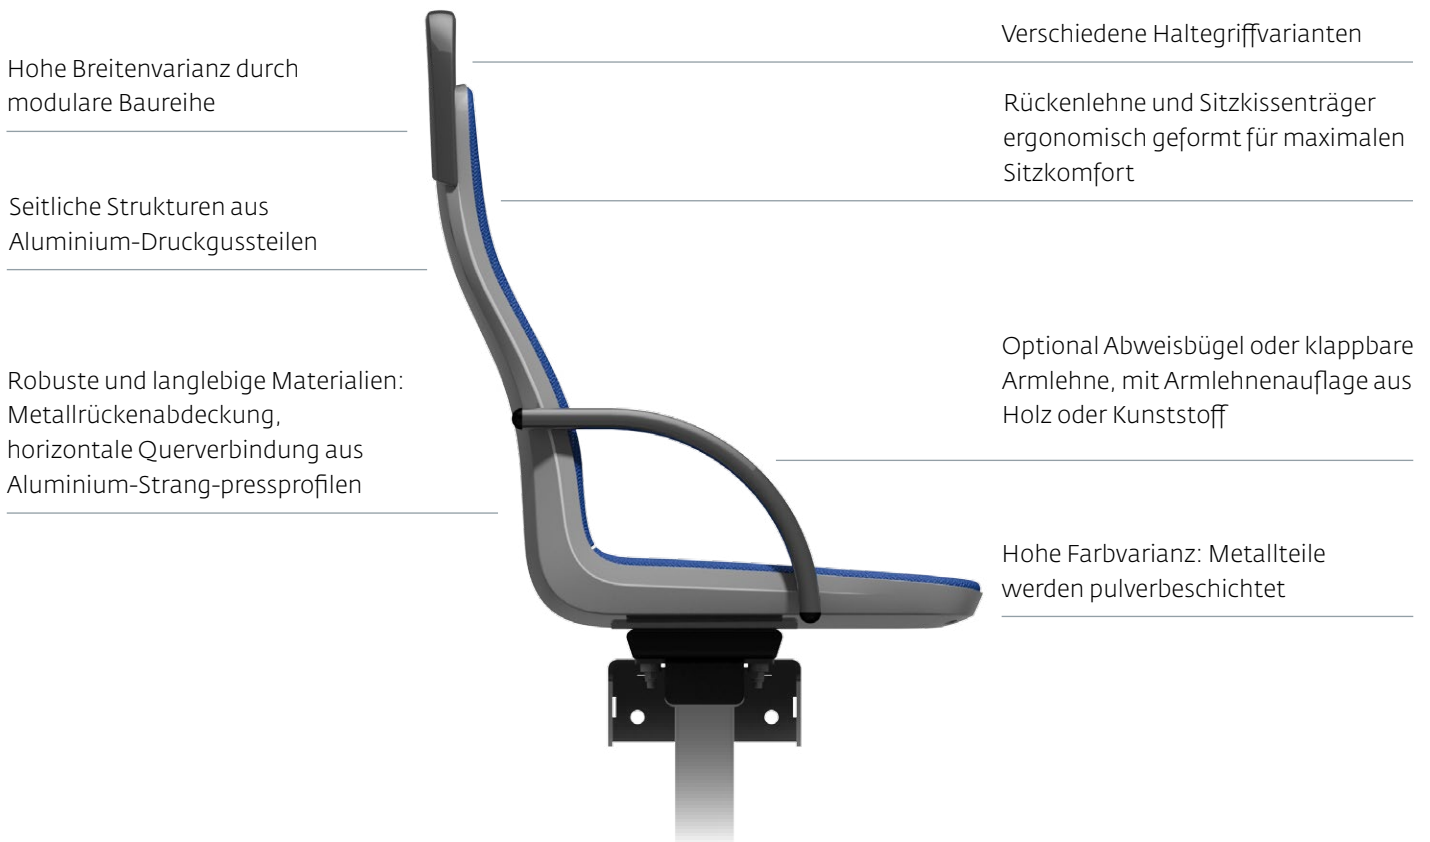 Hohe Breitenvarianz durch
modulare Baureihe
Seitliche Strukturen aus
Aluminium-Druckgussteilen
Robuste und langlebige Materialien:
Metallrückenabdeckung,
horizontale Querverbindung aus
Aluminium-Strang-pressprofilen
Verschiedene Haltegriffvarianten
Rückenlehne und Sitzkissenträger
ergonomisch geformt für maximalen
Sitzkomfort
Optional Abweisbügel oder klappbare
Armlehne, mit Armlehnenauflage aus
Holz oder Kunststoff
Hohe Farbvarianz: Metallteile
werden pulverbeschichtet